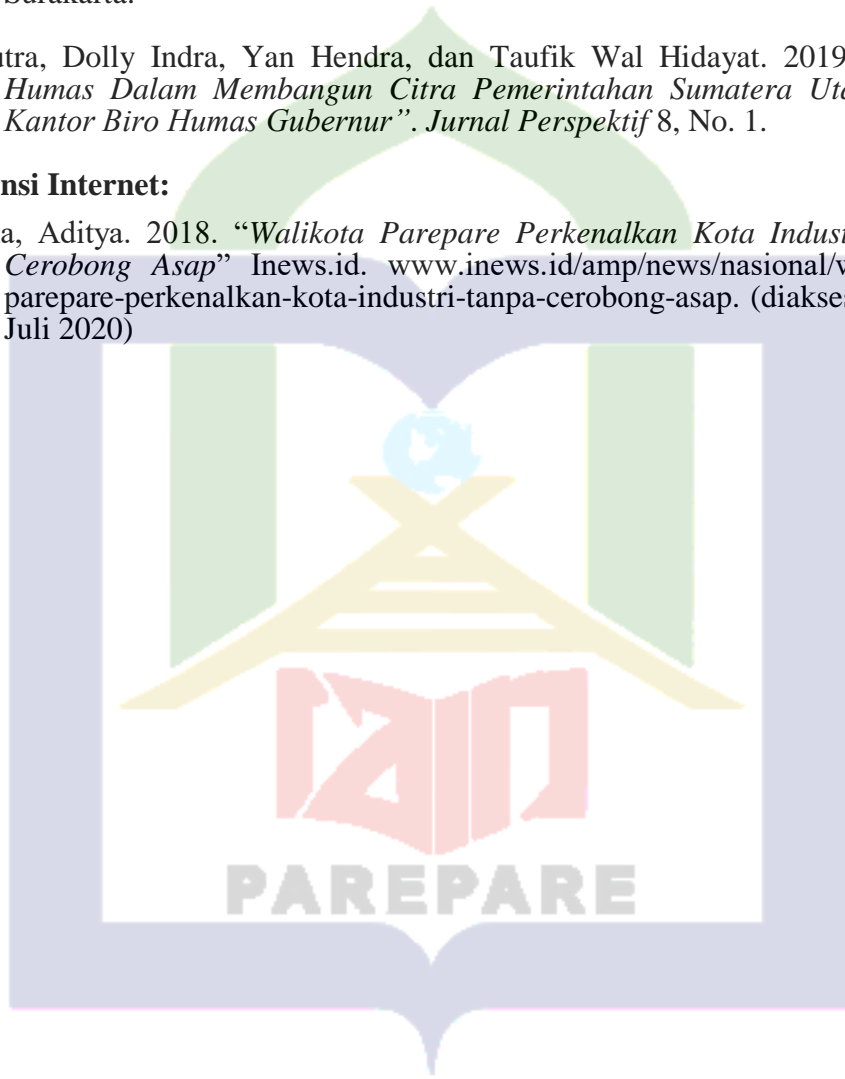 Surakarta.
utra, Dolly Indra, Yan Hendra, dan Taufik Wal Hidayat. 2019
Humas Dalam Membangun Citra Pemerintahan Sumatera Uta
Kantor Biro Humas Gubernur”. Jurnal Perspektif 8, No. 1.
nsi Internet:
a, Aditya. 2018. “Walikota Parepare Perkenalkan Kota Indust
Cerobong Asap” Inews.id. www.inews.id/amp/news/nasional/w
parepare-perkenalkan-kota-industri-tanpa-cerobong-asap. (diakses
Juli 2020)
iain
PAREPARE